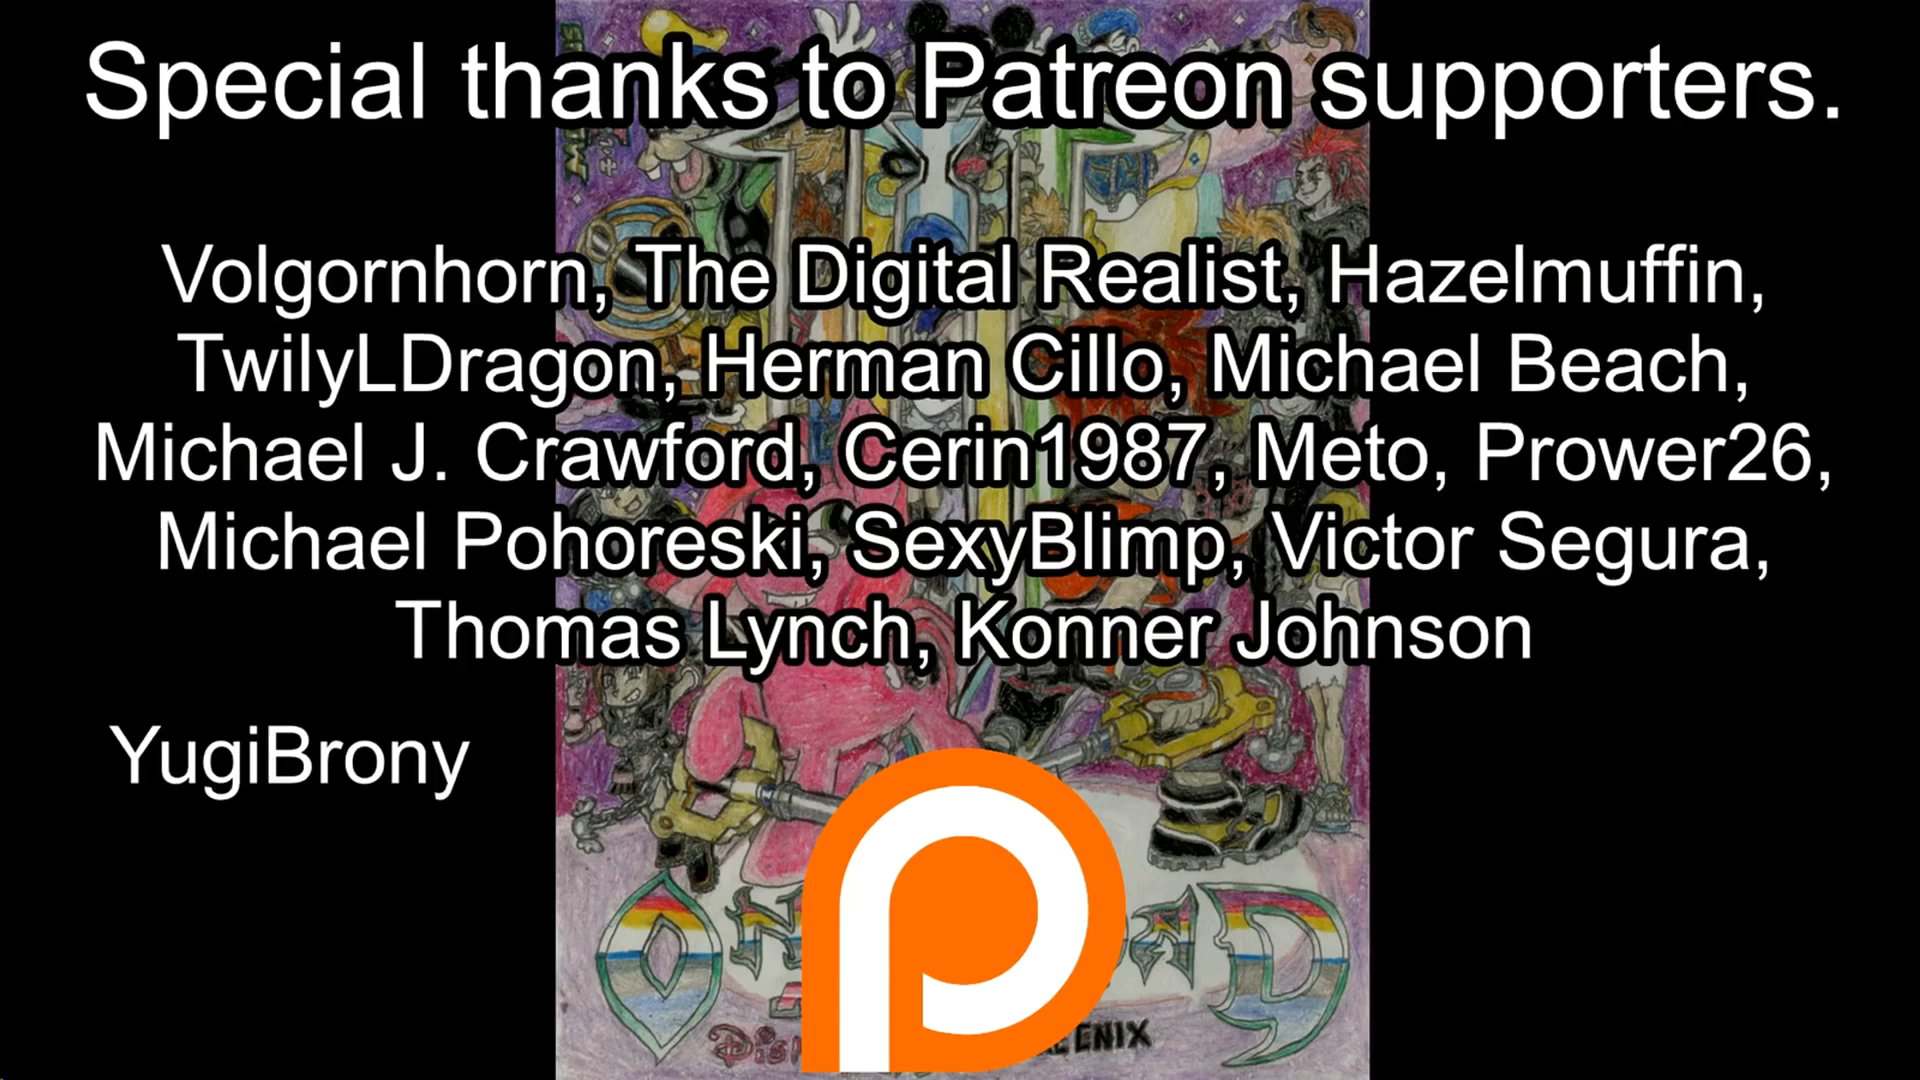 Special thanks to Patreon supporters.
Volgornhorn, The Digital Realist, Hazelmuffin,
TwilyLDragon, Herman Cillo, Michael Beach,
Michael J. Crawford, Cerin1987, Meto, Prower26,
Michael Pohoreski, SexyBlimp, Victor Segura,
Thomas Lynch, Konner Johnson
YugiBrony